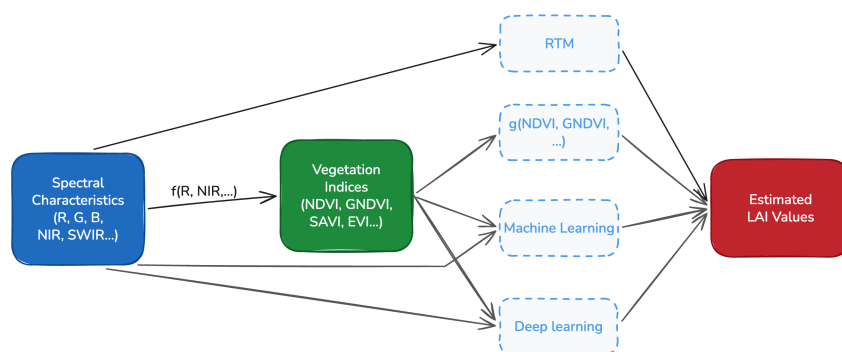 RTM
g(NDVI, GNDVI,
...)
Spectral
Characteristics
(R, G, B,
NIR, SWIR...)
f(R, NIR,...)
Vegetation
Indices
(NDVI, GNDVI,
SAVI, EVI...)
Machine Learning
Deep learning
Estimated
LAI Values